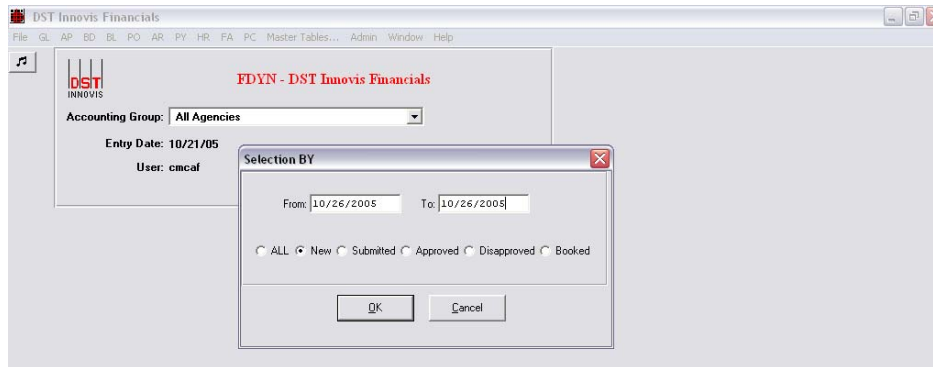 DST Innovis Financials
File GL AP BD BL PO AR PY HR FA PC Master Tables... Admin Window Help
DST
INNOVIS
FDYN - DST Innovis Financials
Accounting Group: All Agencies
Entry Date: 10/21/05
User: cmcaf
Selection BY
From: 10/26/2005 To: 10/26/2005
ALL New Submitted Approved Disapproved Booked
OK Cancel